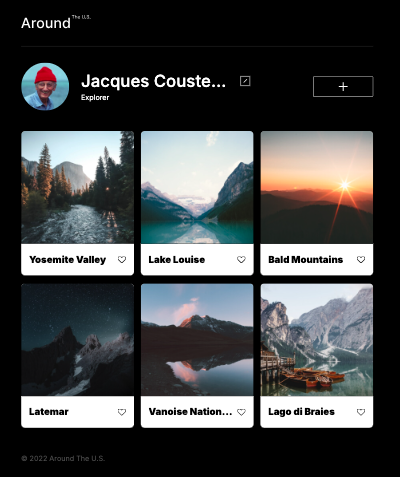 Around The U.S.
Jacques Couste...
Explorer
Yosemite Valley
Lake Louise
Bald Mountains
Latemar
Vanoise Nation...
Lago di Braies
© 2022 Around The U.S.